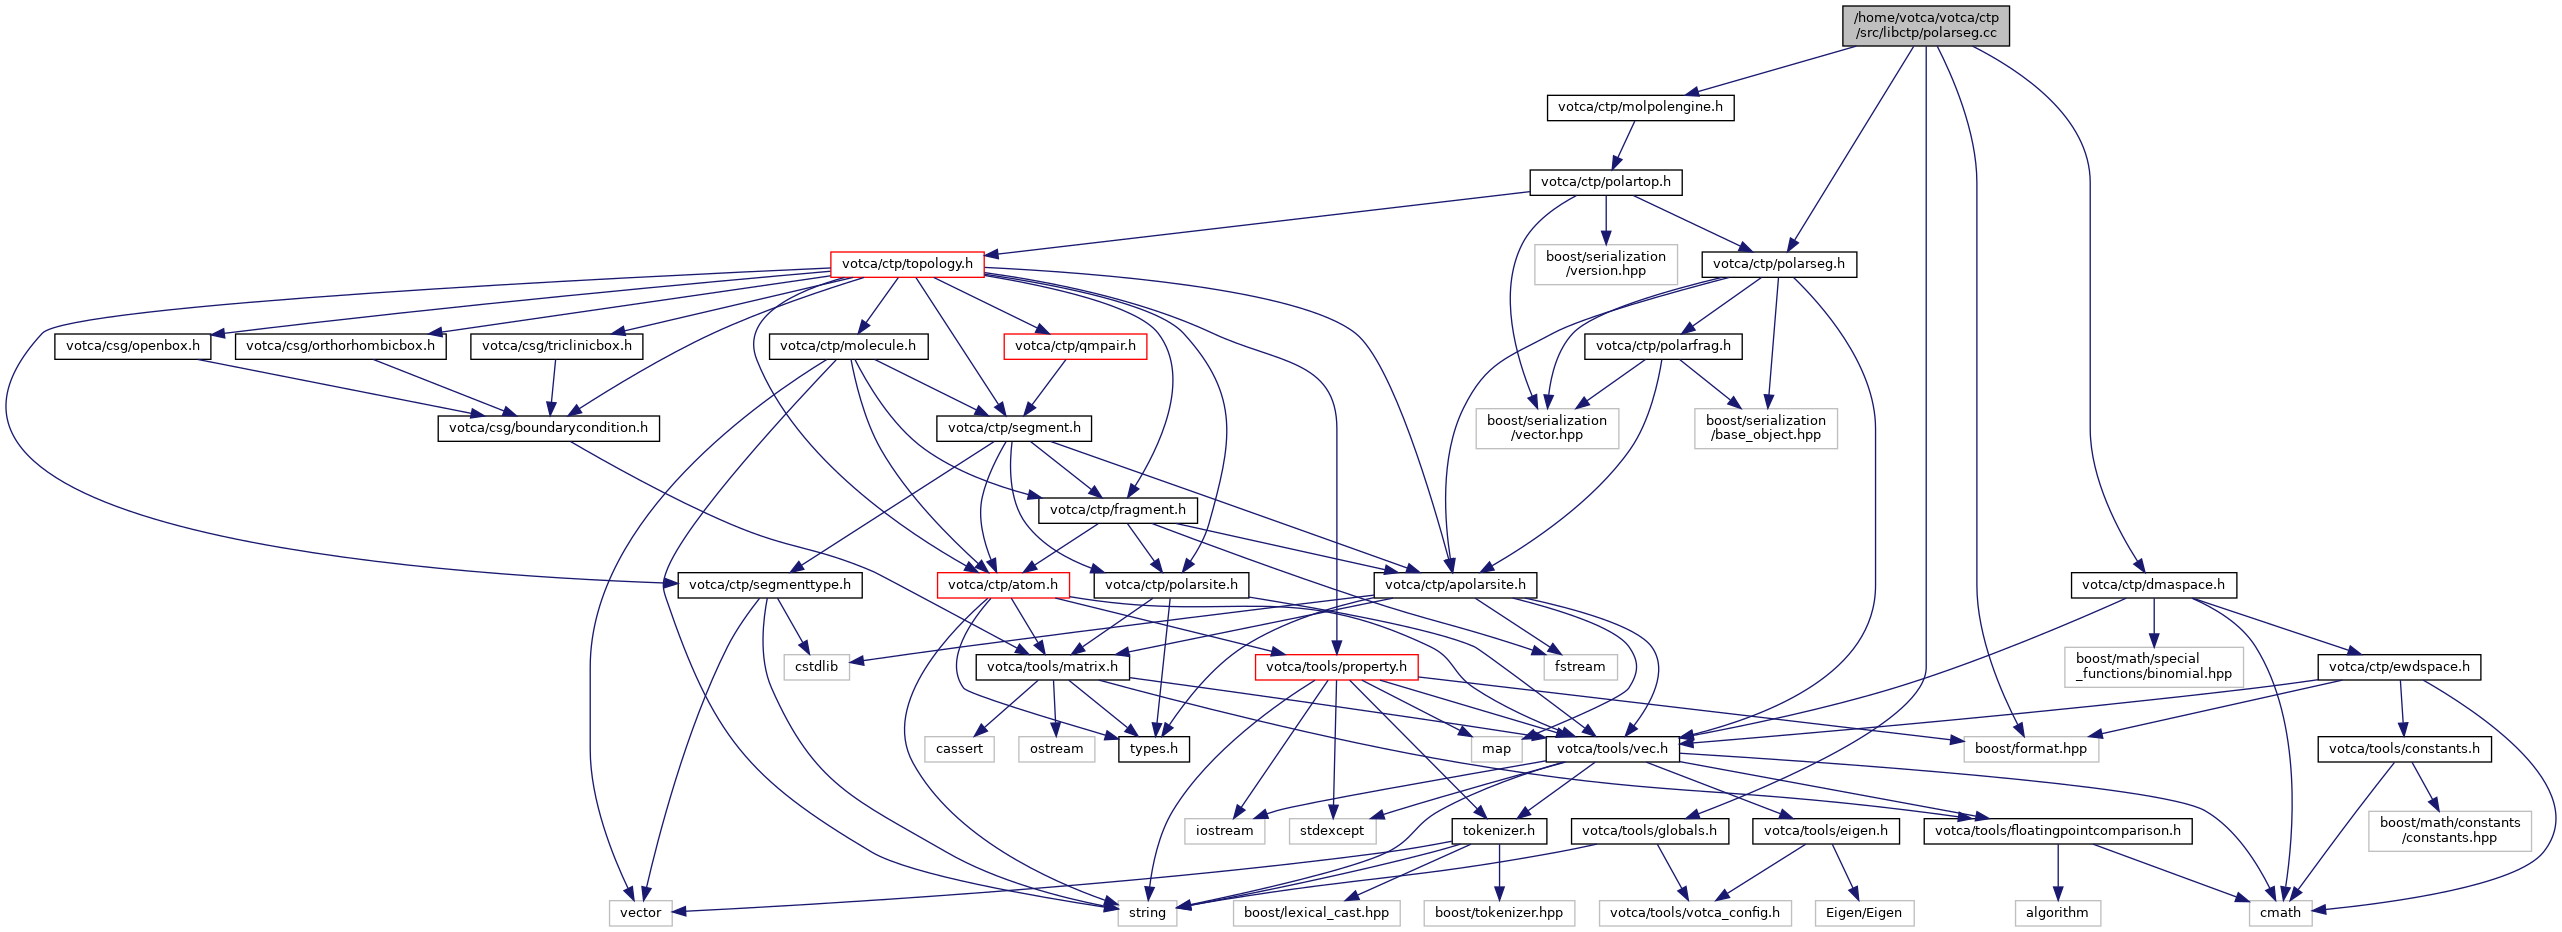 /home/votca/votca/ctp
/src/libctp/polarseg.cc
votca/ctp/molpolengine.h
votca/ctp/polartop.h
votca/ctp/topology.h
boost/serialization
/version.hpp
votca/ctp/polarseg.h
votca/csg/openbox.h
votca/csg/orthorhombicbox.h
votca/csg/triclinicbox.h
votca/ctp/molecule.h
votca/ctp/qmpair.h
votca/ctp/polarfrag.h
votca/csg/boundarycondition.h
votca/ctp/segment.h
boost/serialization
/vector.hpp
boost/serialization
/base_object.hpp
votca/ctp/fragment.h
votca/ctp/segmenttype.h
votca/ctp/atom.h
votca/ctp/polarsite.h
votca/ctp/apolarsite.h
votca/ctp/dmaspace.h
cstdlib
votca/tools/matrix.h
votca/tools/property.h
fstream
boost/math/special
_functions/binomial.hpp
votca/ctp/ewdspace.h
cassert
ostream
types.h
map
votca/tools/vec.h
boost/format.hpp
votca/tools/constants.h
iostream
stdexcept
tokenizer.h
votca/tools/globals.h
votca/tools/eigen.h
votca/tools/floatingpointcomparison.h
boost/math/constants
/constants.hpp
vector
string
boost/lexical_cast.hpp
boost/tokenizer.hpp
votca/tools/votca_config.h
Eigen/Eigen
algorithm
cmath